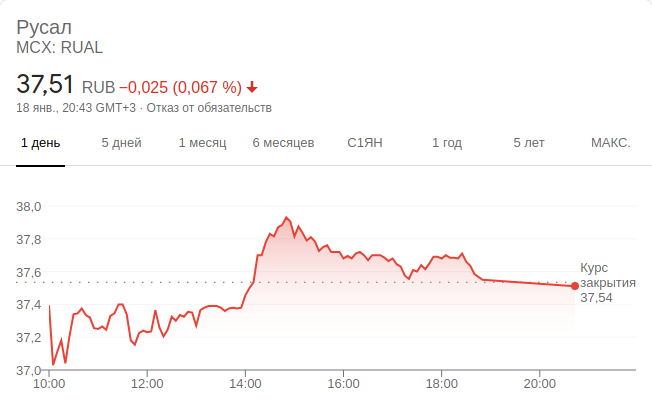 Русал
MCX: RUAL
37,51 RUB −0,025 (0,067 %)
18 янв., 20:43 GMT+3 · Отказ от обязательств
1 день 5 дней 1 месяц 6 месяцев С1ЯН 1 год 5 лет МАКС.
38,0
37,8
37,6
37,4
37,2
37,0
Курс
закрытия
37,54
10:00 12:00 14:00 16:00 18:00 20:00